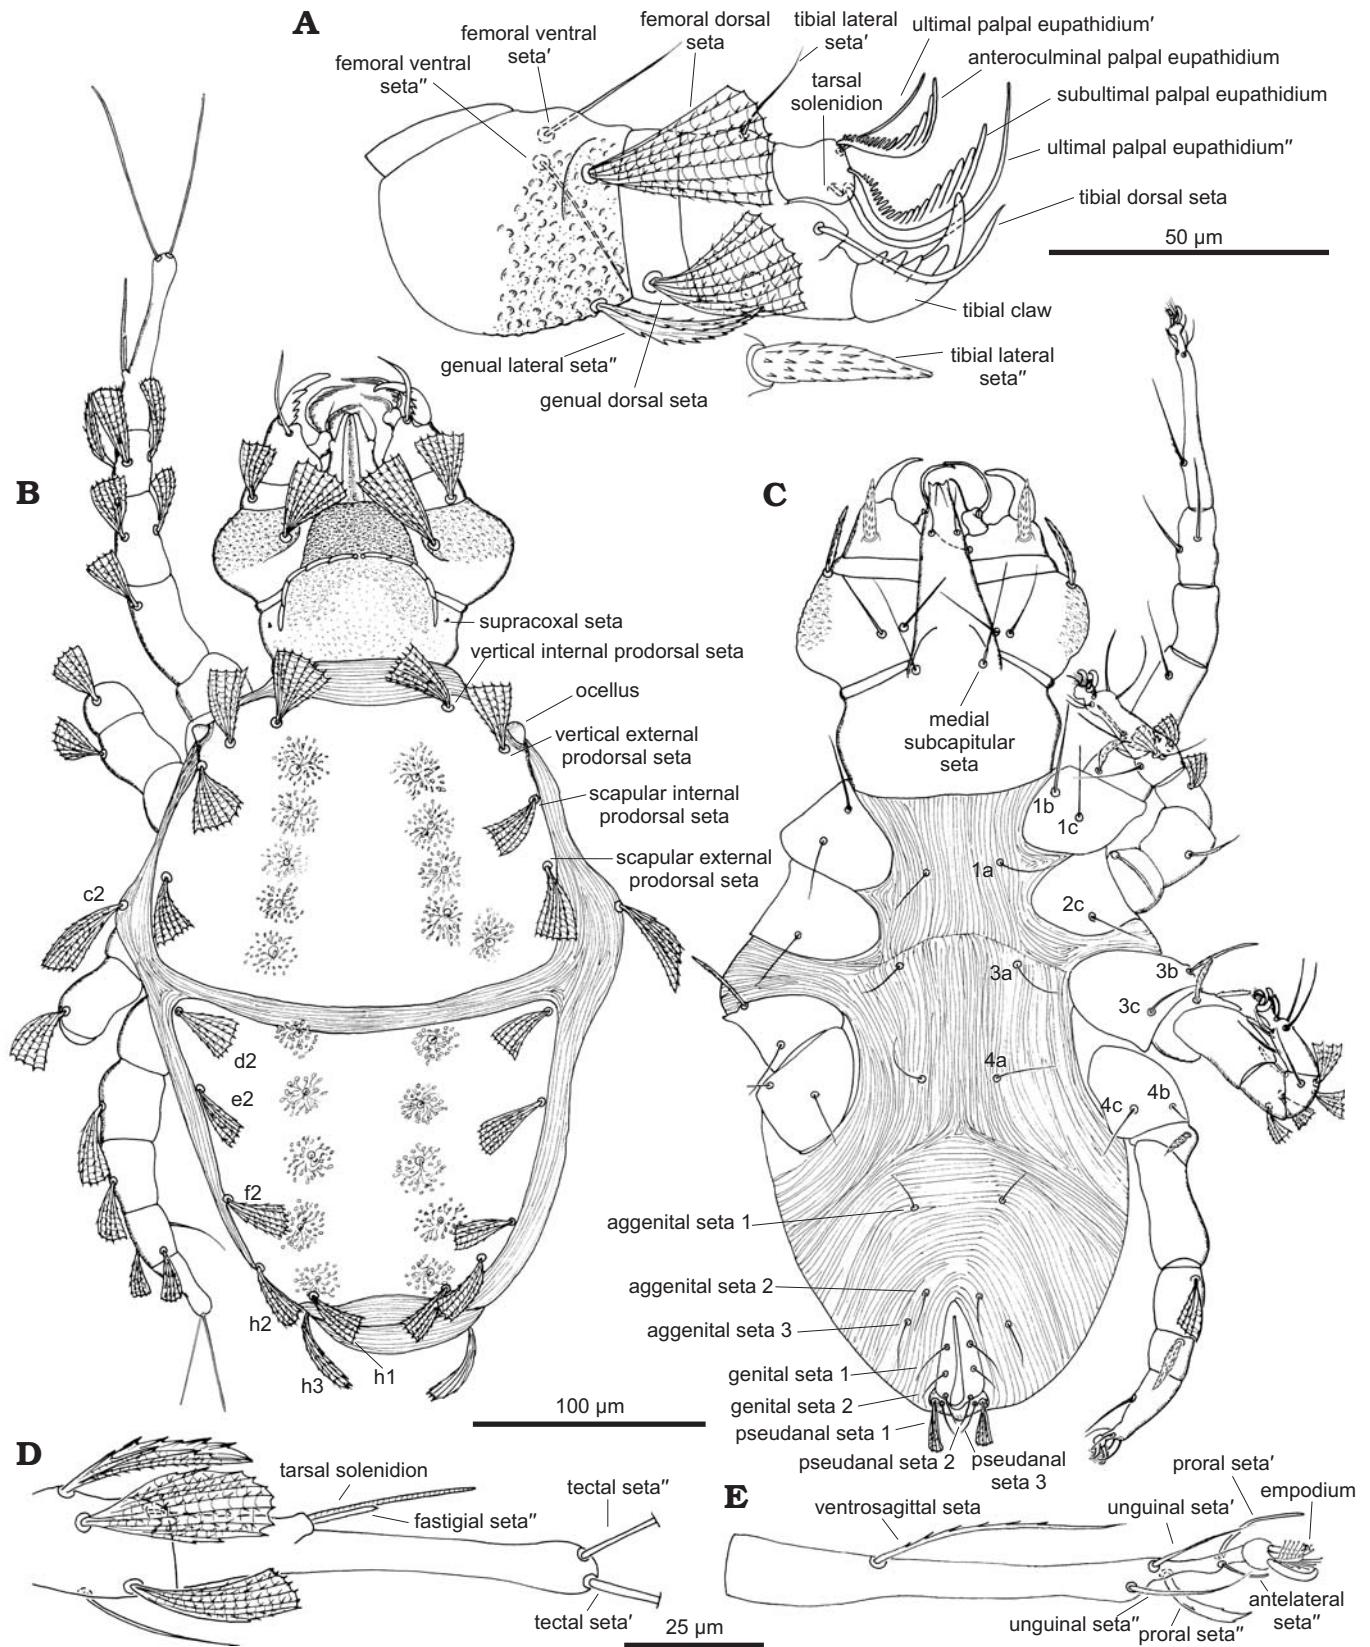 A
femoral ventral
seta″
femoral ventral
seta′
femoral dorsal
seta
tibial lateral
seta′
ultimal palpal eupathidium′
anteroculminal palpal eupathidium
tarsal
solenidion
subultimal palpal eupathidium
ultimal palpal eupathidium″
tibial dorsal seta
50 µm
tibial claw
genual lateral seta″
genual dorsal seta
tibial lateral
seta″
B
supracoxal seta
vertical internal prodorsal seta
ocellus
vertical external
prodorsal seta
scapular internal
prodorsal seta
scapular external
prodorsal seta
c2
d2
e2
f2
h2
h1
h3
100 µm
C
medial
subcapitular
seta
1b
1c
1a
2c
3a
3b
3c
4a
4b
4c
aggenital seta 1
aggenital seta 2
aggenital seta 3
genital seta 1
genital seta 2
pseudanal seta 1
pseudanal seta 2
pseudanal
seta 3
D
tarsal solenidion
fastigial seta″
tectal seta″
tectal seta′
25 µm
E
ventrosagittal seta
unguinal seta′
proral seta′
empodium
unguinal seta″
proral seta″
antelateral
seta″